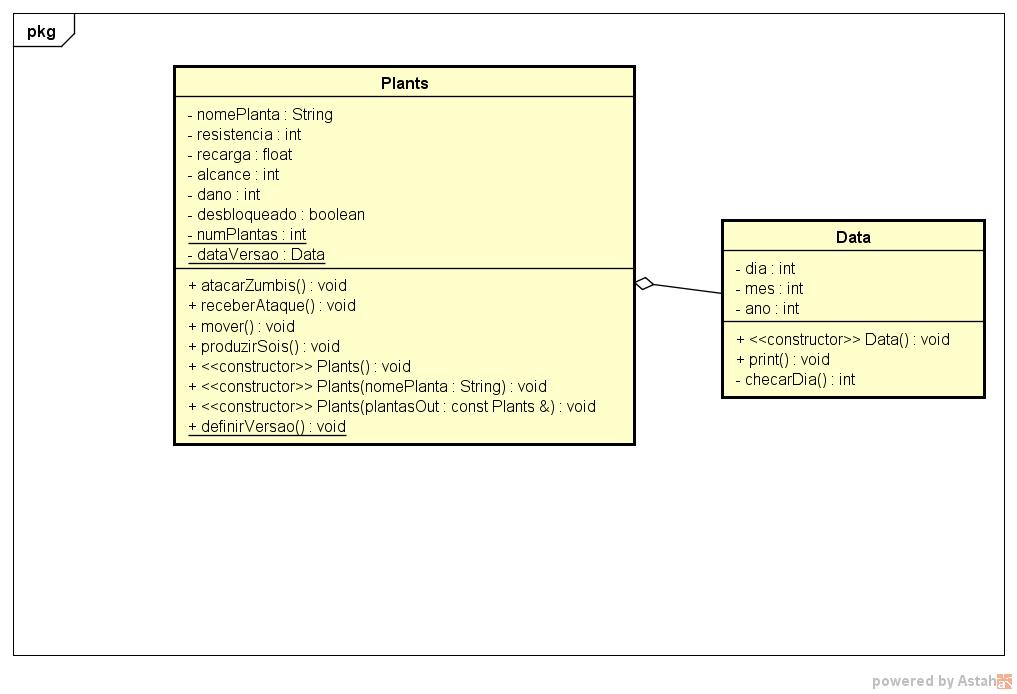 pkg
Plants
- nomePlanta : String
- resistencia : int
- recarga : float
- alcance : int
- dano : int
- desbloqueado : boolean
- numPlantas : int
- dataVersao : Data
+ atacarZumbis() : void
+ receberAtaque() : void
+ mover() : void
+ produzirSois() : void
+ <<constructor>> Plants() : void
+ <<constructor>> Plants(nomePlanta : String) : void
+ <<constructor>> Plants(plantasOut : const Plants &) : void
+ definirVersao() : void
Data
- dia : int
- mes : int
- ano : int
+ <<constructor>> Data() : void
+ print() : void
- checarDia() : int
powered by Astah